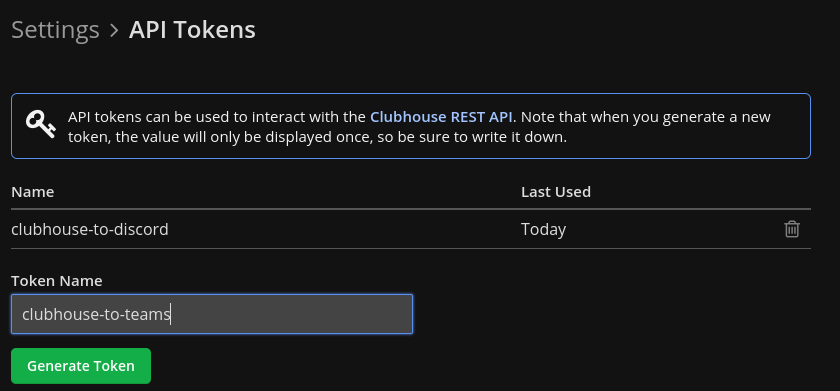 Settings > API Tokens
API tokens can be used to interact with the Clubhouse REST API. Note that when you generate a new
token, the value will only be displayed once, so be sure to write it down.
Name Last Used
clubhouse-to-discord Today
Token Name
clubhouse-to-teams
Generate Token